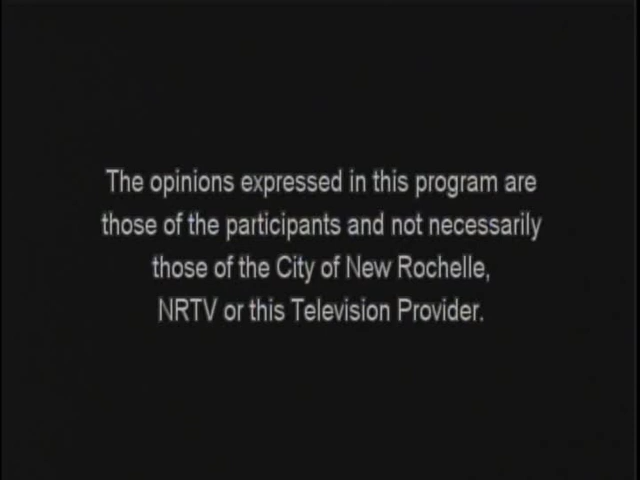 The opinions expressed in this program are
those of the participants and not necessarily
those of the City of New Rochelle,
NRTV or this Television Provider.